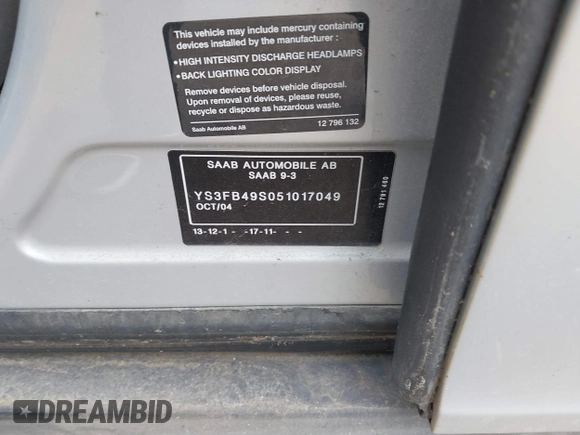 This vehicle may include mercury containing
devices installed by the manufacturer :
•HIGH INTENSITY DISCHARGE HEADLAMPS
•BACK LIGHTING COLOR DISPLAY
Remove devices before vehicle disposal.
Upon removal of devices, please reuse,
recycle or dispose as hazardous waste.
Saab Automobile AB 12 796 132
SAAB AUTOMOBILE AB
SAAB 9-3
YS3FB49S051017049
OCT/04
13-12-1- -17-11- - -
12 791 480
DREAMBID